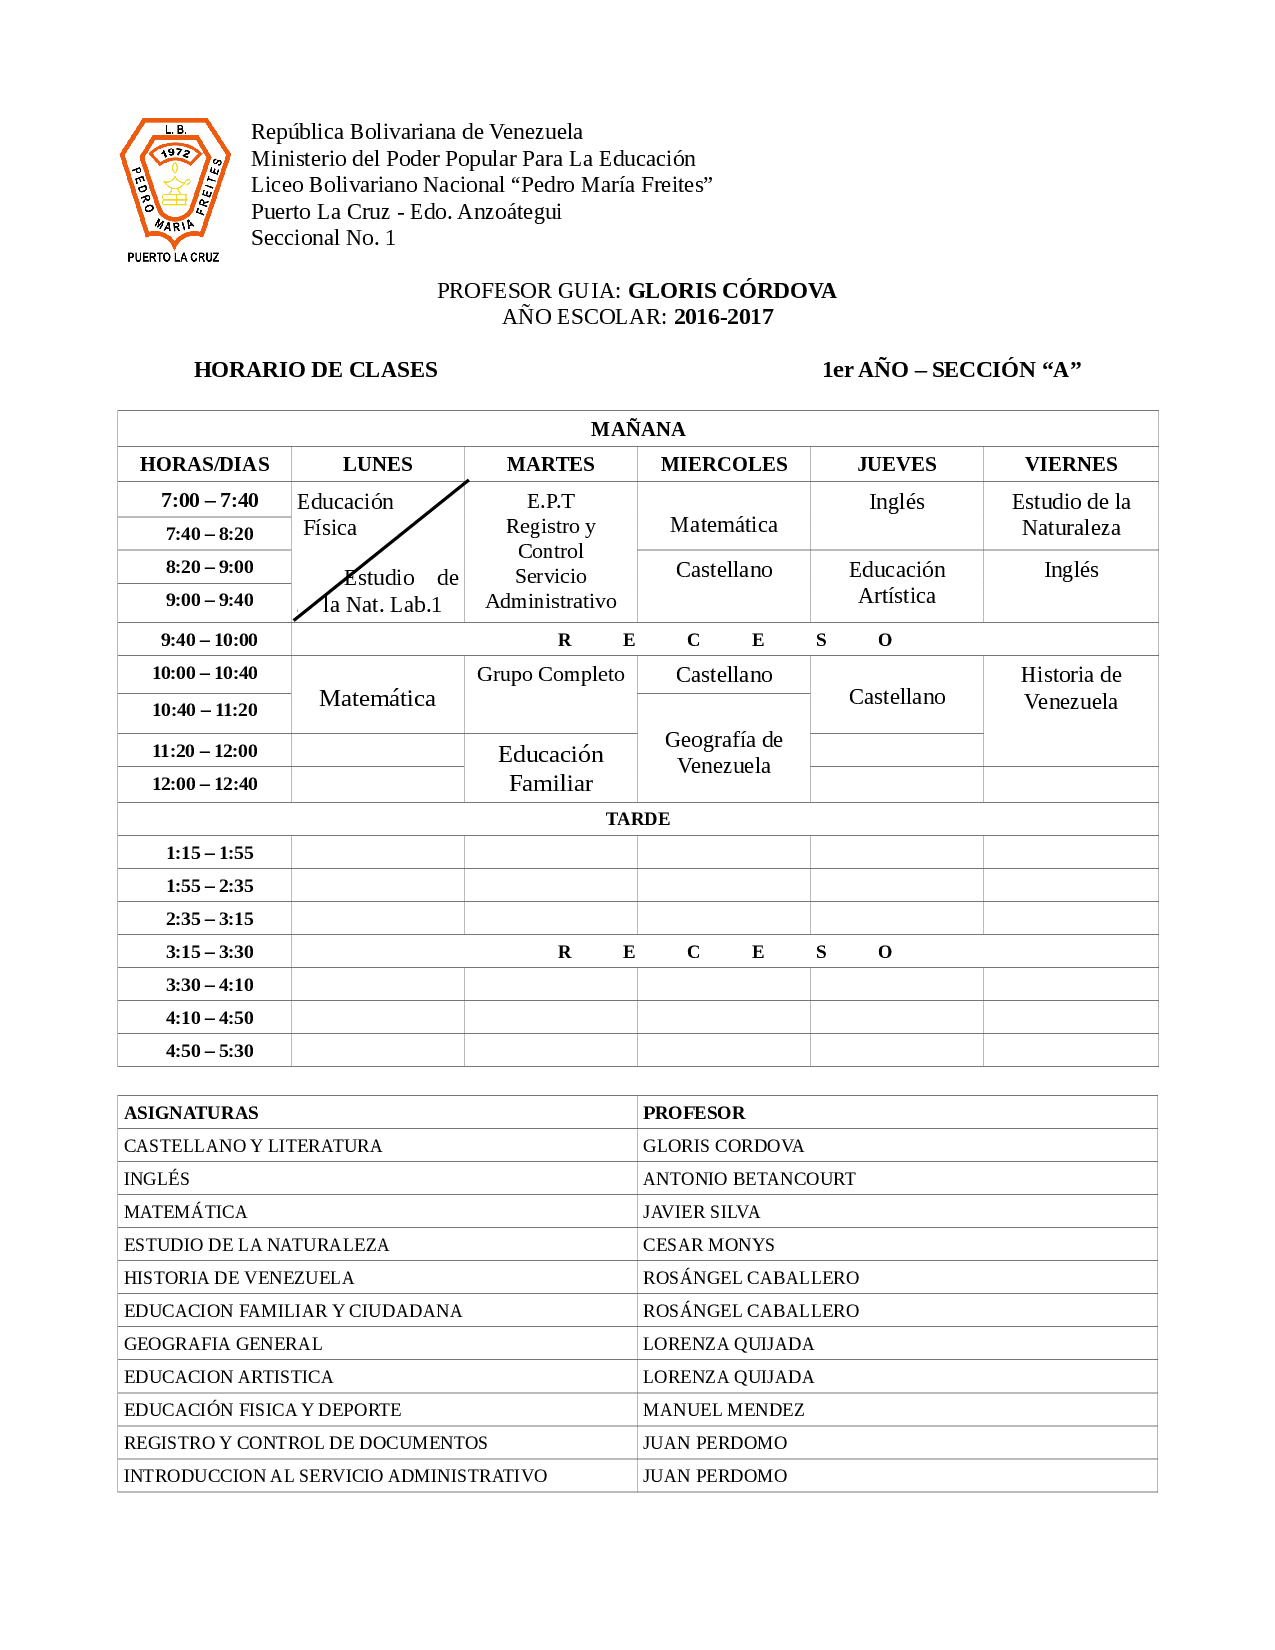 L. B.
1972
PEDRO MARIA FREITES
PUERTO LA CRUZ
República Bolivariana de Venezuela
Ministerio del Poder Popular Para La Educación
Liceo Bolivariano Nacional “Pedro María Freites”
Puerto La Cruz - Edo. Anzoátegui
Seccional No. 1
PROFESOR GUIA: GLORIS CÓRDOVA
AÑO ESCOLAR: 2016-2017
HORARIO DE CLASES 1er AÑO – SECCIÓN “A”
MAÑANA
HORAS/DIAS LUNES MARTES MIERCOLES JUEVES VIERNES
7:00 – 7:40
7:40 – 8:20
8:20 – 9:00
9:00 – 9:40
Educación
Física
Estudio de
la Nat. Lab.1
E.P.T
Registro y
Control
Servicio
Administrativo
Matemática
Castellano
Inglés
Educación
Artística
Estudio de la
Naturaleza
Inglés
9:40 – 10:00 R E C E S O
10:00 – 10:40
10:40 – 11:20
11:20 – 12:00
12:00 – 12:40
Matemática
Grupo Completo
Educación
Familiar
Castellano
Geografía de
Venezuela
Castellano
Historia de
Venezuela
TARDE
1:15 – 1:55
1:55 – 2:35
2:35 – 3:15
3:15 – 3:30 R E C E S O
3:30 – 4:10
4:10 – 4:50
4:50 – 5:30
ASIGNATURAS PROFESOR
CASTELLANO Y LITERATURA GLORIS CORDOVA
INGLÉS ANTONIO BETANCOURT
MATEMÁTICA JAVIER SILVA
ESTUDIO DE LA NATURALEZA CESAR MONYS
HISTORIA DE VENEZUELA ROSÁNGEL CABALLERO
EDUCACION FAMILIAR Y CIUDADANA ROSÁNGEL CABALLERO
GEOGRAFIA GENERAL LORENZA QUIJADA
EDUCACION ARTISTICA LORENZA QUIJADA
EDUCACIÓN FISICA Y DEPORTE MANUEL MENDEZ
REGISTRO Y CONTROL DE DOCUMENTOS JUAN PERDOMO
INTRODUCCION AL SERVICIO ADMINISTRATIVO JUAN PERDOMO